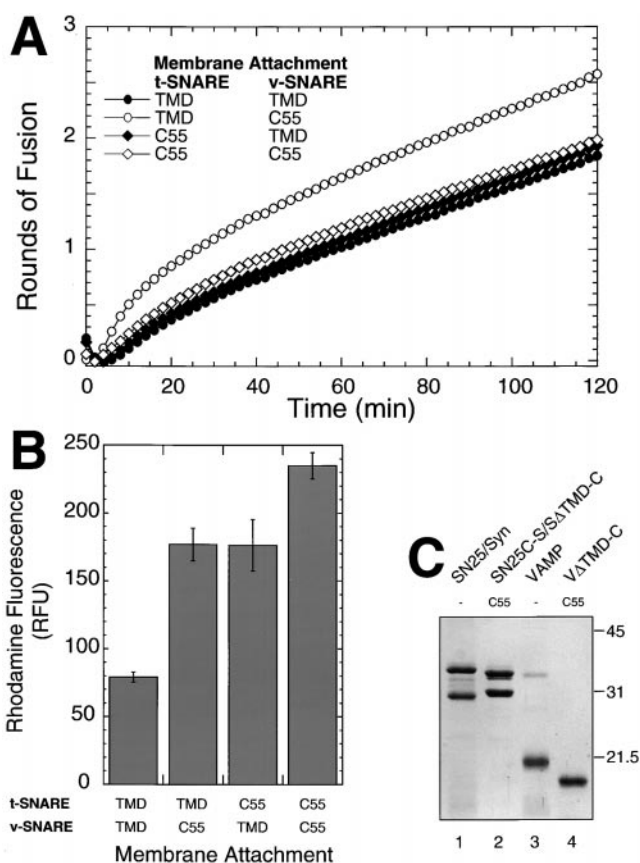 A
3
2
1
0
Rounds of Fusion
Membrane Attachment
t-SNARE v-SNARE
TMD TMD
TMD C55
C55 TMD
C55 C55
0 20 40 60 80 100 120
Time (min)
B
250
200
150
100
50
0
Rhodamine Fluorescence
(RFU)
t-SNARE TMD TMD C55 C55
v-SNARE TMD C55 TMD C55
Membrane Attachment
C
SN25/Syn
SN25C-S/SΔTMD-C
VAMP
VΔTMD-C
- C55 - C55
45
31
21.5
1 2 3 4